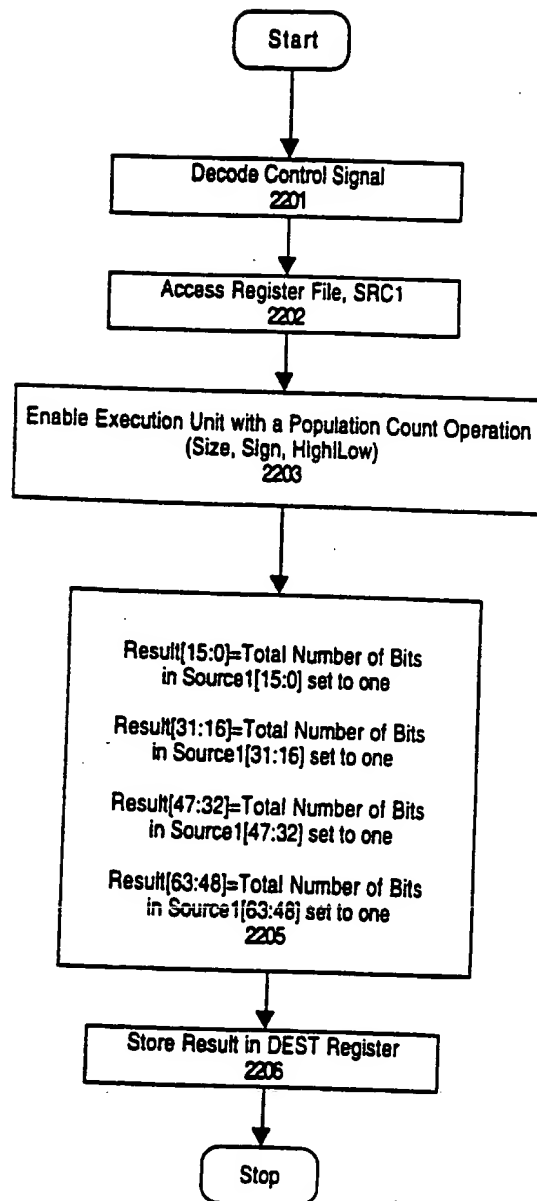 Start
Decode Control Signal
2201
Access Register File, SRC1
2202
Enable Execution Unit with a Population Count Operation
(Size, Sign, High/Low)
2203
Result[15:0]=Total Number of Bits
in Source1[15:0] set to one
Result[31:16]=Total Number of Bits
in Source1[31:16] set to one
Result[47:32]=Total Number of Bits
in Source1[47:32] set to one
Result[63:48]=Total Number of Bits
in Source1[63:48] set to one
2205
Store Result in DEST Register
2206
Stop